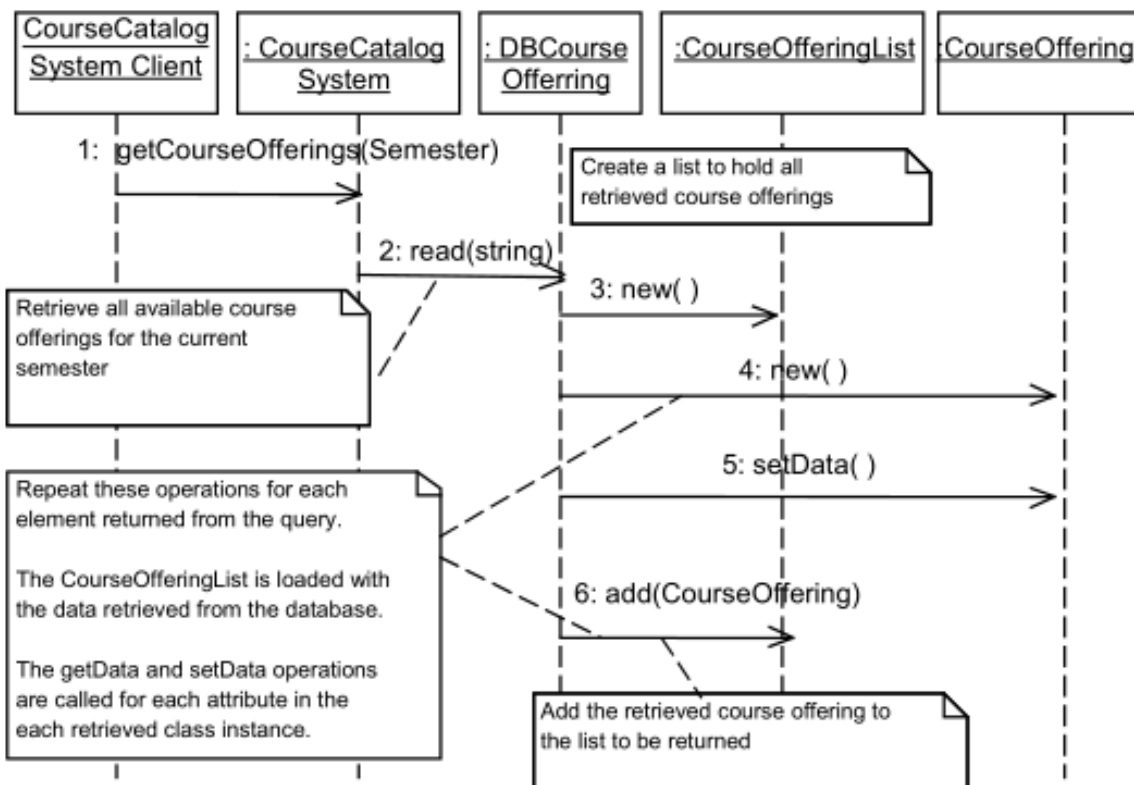 CourseCatalog
System Client
: CourseCatalog
System
: DBCourse
Offerring
:CourseOfferingList
:CourseOffering
1: getCourseOfferings(Semester)
Create a list to hold all
retrieved course offerings
2: read(string)
3: new( )
Retrieve all available course
offerings for the current
semester
4: new( )
5: setData( )
Repeat these operations for each
element returned from the query.
The CourseOfferingList is loaded with
the data retrieved from the database.
The getData and setData operations
are called for each attribute in the
each retrieved class instance.
6: add(CourseOffering)
Add the retrieved course offering to
the list to be returned